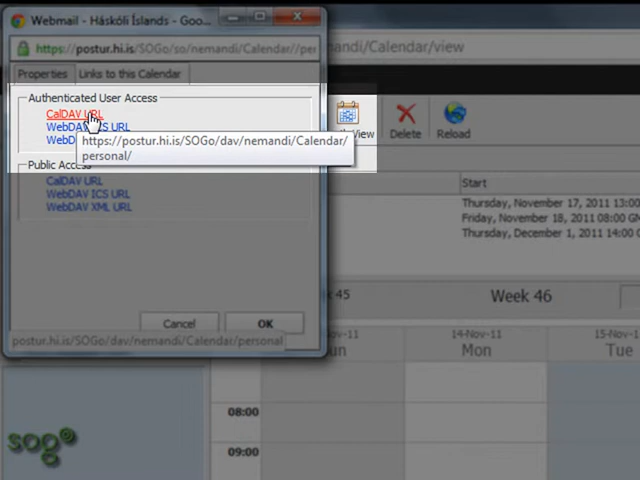 Webmail - Háskóli Íslands - Goo...
https://postur.hi.is/SOGo/so/nemandi/Calendar//per
mandi/Calendar/view
Properties Links to this Calendar
Authenticated User Access
CalDAV URL
WebDAV ICS URL
https://postur.hi.is/SOGo/dav/nemandi/Calendar/
personal/
View Delete Reload
Public Access
CalDAV URL
WebDAV ICS URL
WebDAV XML URL
Start
Thursday, November 17, 2011 13:00
Friday, November 18, 2011 08:00 GM
Thursday, December 1, 2011 14:00 G
Cancel OK
45 Week 46
postur.hi.is/SOGo/dav/nemandi/Calendar/personal
14-Nov-11 15-Nov-11
Mon Tue
08:00
09:00
sogo